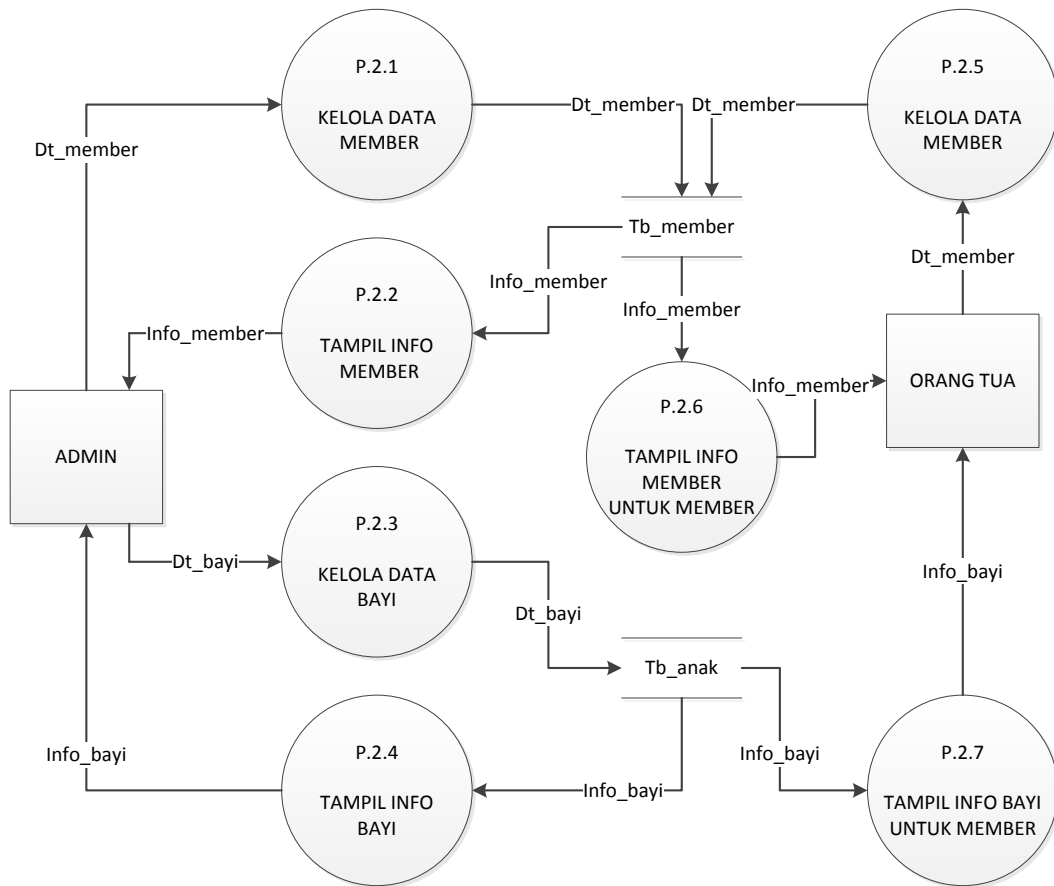 P.2.1
KELOLA DATA
MEMBER
P.2.5
KELOLA DATA
MEMBER
Dt_member
Dt_member
Dt_member
Tb_member
Dt_member
Info_member
P.2.2
TAMPIL INFO
MEMBER
Info_member
Info_member
ORANG TUA
Info_member
P.2.6
TAMPIL INFO
MEMBER
UNTUK MEMBER
ADMIN
P.2.3
KELOLA DATA
BAYI
Dt_bayi
Dt_bayi
Info_bayi
Tb_anak
P.2.4
TAMPIL INFO
BAYI
Info_bayi
Info_bayi
Info_bayi
P.2.7
TAMPIL INFO BAYI
UNTUK MEMBER